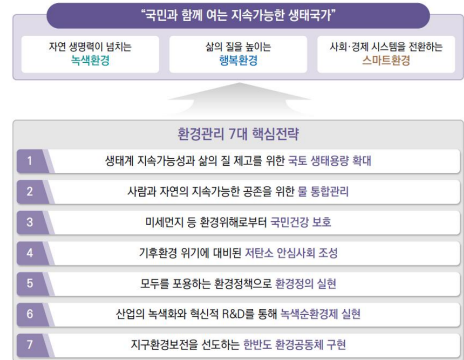 “국민과 함께 여는 지속가능한 생태국가”
자연 생명력이 넘치는
녹색환경
삶의 질을 높이는
행복환경
사회·경제 시스템을 전환하는
스마트환경
환경관리 7대 핵심전략
1 생태계 지속가능성과 삶의 질 제고를 위한 국토 생태용량 확대
2 사람과 자연의 지속가능한 공존을 위한 물 통합관리
3 미세먼지 등 환경위해로부터 국민건강 보호
4 기후환경 위기에 대비된 저탄소 안심사회 조성
5 모두를 포용하는 환경정책으로 환경정의 실현
6 산업의 녹색화와 혁신적 R&D를 통해 녹색순환경제 실현
7 지구환경보전을 선도하는 한반도 환경공동체 구현